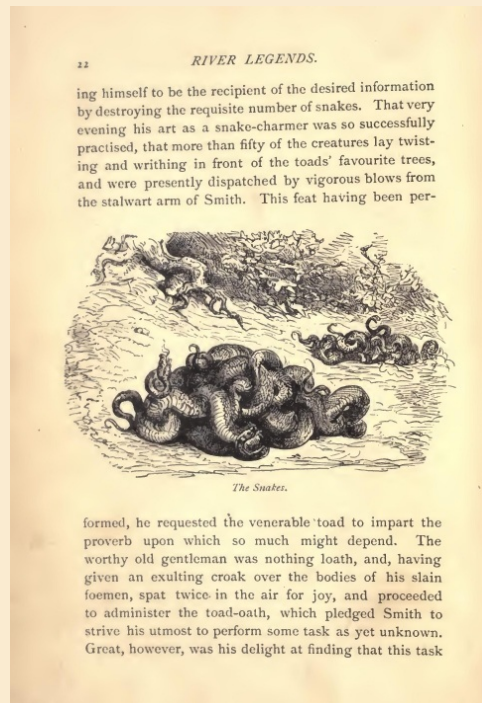 22
RIVER LEGENDS.
ing himself to be the recipient of the desired information
by destroying the requisite number of snakes. That very
evening his art as a snake-charmer was so successfully
practised, that more than fifty of the creatures lay twist-
ing and writhing in front of the toads' favourite trees,
and were presently dispatched by vigorous blows from
the stalwart arm of Smith. This feat having been per-
The Snakes.
formed, he requested the venerable toad to impart the
proverb upon which so much might depend. The
worthy old gentleman was nothing loath, and, having
given an exulting croak over the bodies of his slain
foemen, spat twice in the air for joy, and proceeded
to administer the toad-oath, which pledged Smith to
strive his utmost to perform some task as yet unknown.
Great, however, was his delight at finding that this task